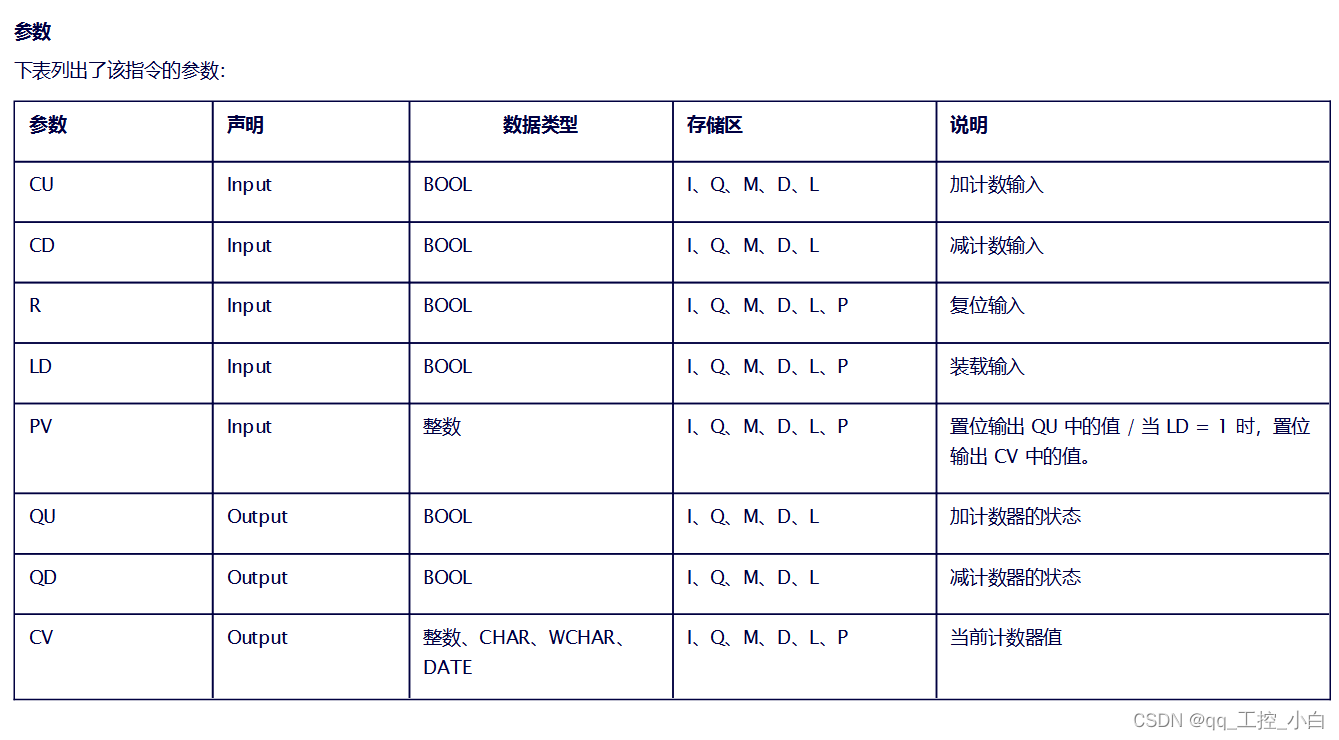 参数
下表列出了该指令的参数：
参数 声明 数据类型 存储区 说明
CU Input BOOL I、Q、M、D、L 加计数输入
CD Input BOOL I、Q、M、D、L 减计数输入
R Input BOOL I、Q、M、D、L、P 复位输入
LD Input BOOL I、Q、M、D、L、P 装载输入
PV Input 整数 I、Q、M、D、L、P 置位输出 QU 中的值 / 当 LD = 1 时，置位
输出 CV 中的值。
QU Output BOOL I、Q、M、D、L 加计数器的状态
QD Output BOOL I、Q、M、D、L 减计数器的状态
CV Output 整数、CHAR、WCHAR、 I、Q、M、D、L、P 当前计数器值
DATE
CSDN @qq_工控_小白